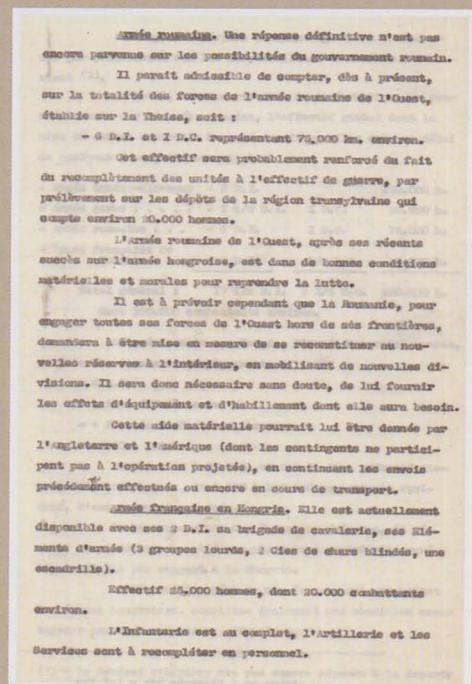 Armée roumaine. Une réponse définitive n'est pas
encore parvenue sur les possibilités du gouvernement roumain.
Il parait admissible de compter, dès à présent,
sur la totalité des forces de l'armée roumaine de l'Ouest,
établie sur la Theiss, soit :
- 6 D.I. et I D.C. représentant 75.000 hm. environ.
Cet effectif sera probablement renforcé du fait
du recomplètement des unités à l'effectif de guerre, par
prélèvement sur les dépôts de la région transylvaine qui
compte environ 20.000 hommes.
L'Armée roumaine de l'Ouest, après ses récents
succès sur l'armée hongroise, est dans de bonnes conditions
matérielles et morales pour reprendre la lutte.
Il est à prévoir cependant que la Roumanie, pour
engager toutes ses forces de l'Ouest hors de ses frontières,
demandera à être mise en mesure de se reconstituer au nou-
velles réserves à l'intérieur, en mobilisant de nouvelles di-
visions. Il sera donc nécessaire sans doute, de lui fournir
les effets d'équipement et d'habillement dont elle aura besoin.
Cette aide matérielle pourrait lui être donnée par
l'Angleterre et l'Amérique (dont les contingents ne partici-
pent pas à l'opération projetée), en continuant les envois
précédemment effectués ou encore en cours de transport.
Armée française en Hongrie. Elle est actuellement
disponible avec ses 2 D.I. sa brigade de cavalerie, ses Elé-
ments d'armée (3 groupes lourds, 2 Cies de chars blindés, une
escadrille).
Effectif 25.000 hommes, dont 20.000 combattants
environ.
L'Infanterie est au complet, l'Artillerie et les
Services sont à recompléter en personnel.